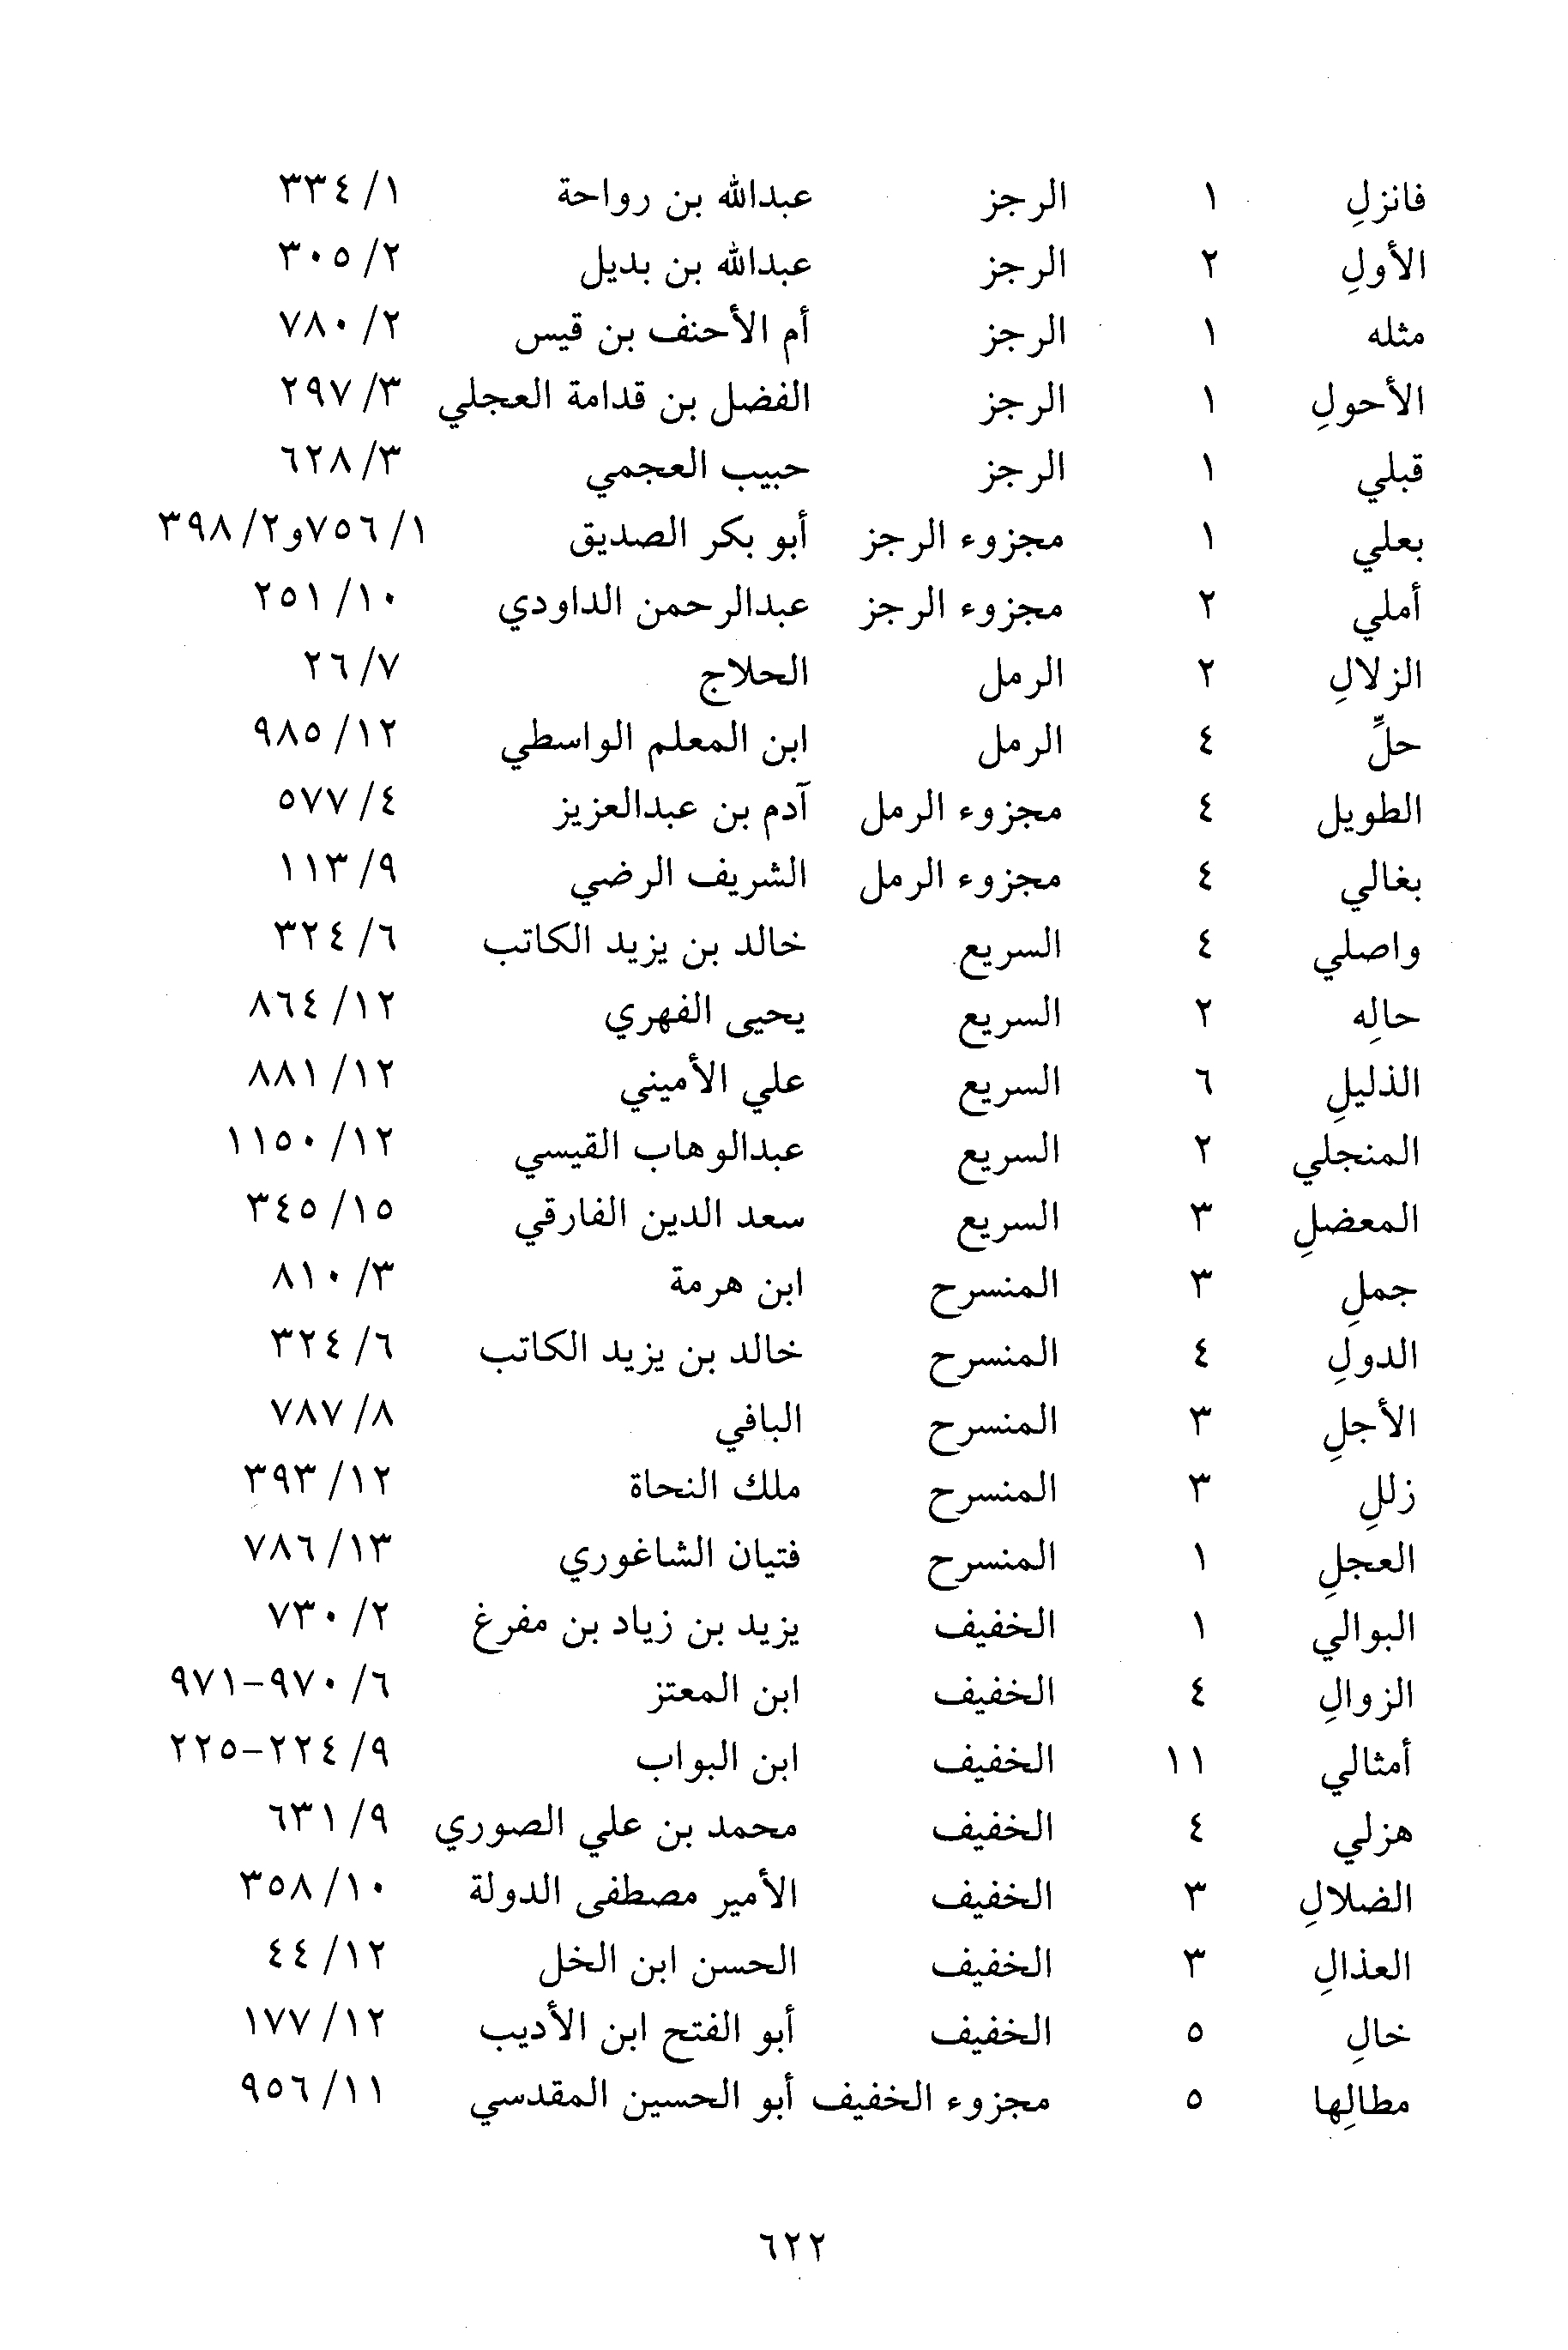 فانزلِ ١ الرجز عبدالله بن رواحة ١/ ٣٣٤
الأولِ ٢ الرجز عبدالله بن بديل ٢/ ٣٠٥
مثله ١ الرجز أم الأحنف بن قيس ٢/ ٧٨٠
الأحولِ ١ الرجز الفضل بن قدامة العجلي ٣/ ٢٩٧
قبلي ١ الرجز حبيب العجمي ٣/ ٦٢٨
بعلي ١ مجزوء الرجز أبو بكر الصديق ١/ ٧٥٦و٢/ ٣٩٨
أملي ٢ مجزوء الرجز عبدالرحمن الداودي ١٠/ ٢٥١
الزلالِ ٢ الرمل الحلاج ٧/ ٢٦
حلِّ ٤ الرمل ابن المعلم الواسطي ١٢/ ٩٨٥
الطويل ٤ مجزوء الرمل آدم بن عبدالعزيز ٤/ ٥٧٧
بغالي ٤ مجزوء الرمل الشريف الرضي ٩/ ١١٣
واصلي ٤ السريع خالد بن يزيد الكاتب ٦/ ٣٢٤
حالِه ٢ السريع يحيى الفهري ١٢/ ٨٦٤
الذليلِ ٦ السريع علي الأميني ١٢/ ٨٨١
المنجلي ٢ السريع عبدالوهاب القيسي ١٢/ ١١٥٠
المعضلِ ٣ السريع سعد الدين الفارقي ١٥/ ٣٤٥
جملِ ٣ المنسرح ابن هرمة ٣/ ٨١٠
الدولِ ٤ المنسرح خالد بن يزيد الكاتب ٦/ ٣٢٤
الأجلِ ٣ المنسرح البافي ٨/ ٧٨٧
زللِ ٣ المنسرح ملك النحاة ١٢/ ٣٩٣
العجلِ ١ المنسرح فتيان الشاغوري ١٣/ ٧٨٦
البوالي ١ الخفيف يزيد بن زياد بن مفرغ ٢/ ٧٣٠
الزوالِ ٤ الخفيف ابن المعتز ٦/ ٩٧٠-٩٧١
أمثالي ١١ الخفيف ابن البواب ٩/ ٢٢٤-٢٢٥
هزلي ٤ الخفيف محمد بن علي الصوري ٩/ ٦٣١
الضلالِ ٣ الخفيف الأمير مصطفى الدولة ١٠/ ٣٥٨
العذالِ ٣ الخفيف الحسن ابن الخل ١٢/ ٤٤
خالِ ٥ الخفيف أبو الفتح ابن الأديب ١٢/ ١٧٧
مطالِها ٥ مجزوء الخفيف أبو الحسين المقدسي ١١/ ٩٥٦
٦٢٢